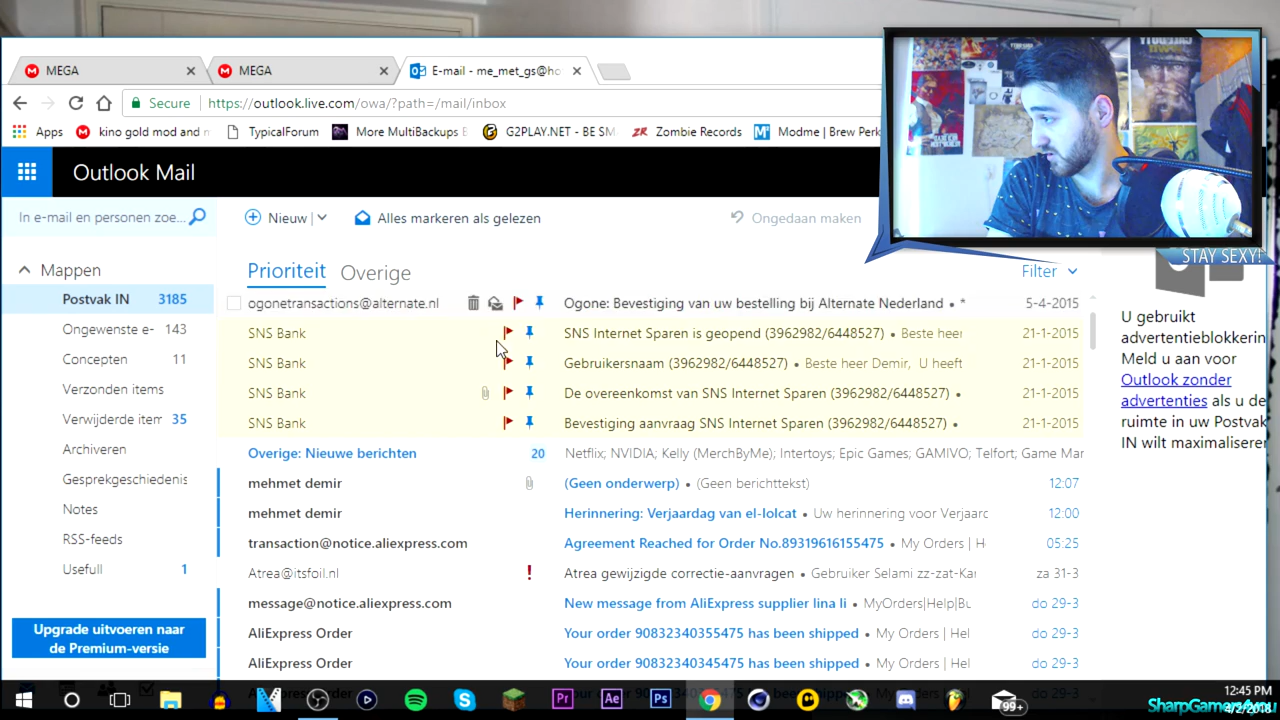 MEGA
MEGA
E-mail - me_met_gs@ho
Secure
https://outlook.live.com/owa/?path=/mail/inbox
Apps
kino gold mod and n
TypicalForum
More MultiBackups
G2PLAY.NET - BE SM
Zombie Records
Modme | Brew Perk
Outlook Mail
STAY SEXY!
In e-mail en personen zoe...
Nieuw
Alles markeren als gelezen
Ongedaan maken
Mappen
Postvak IN 3185
Ongewenste e- 143
Concepten 11
Verzonden items
Verwijderde item 35
Archiveren
Gesprekgeschiedenis
Notes
RSS-feeds
Usefull 1
Upgrade uitvoeren naar
de Premium-versie
Prioriteit Overige
Filter
ogonetransactions@alternate.nl Ogone: Bevestiging van uw bestelling bij Alternate Nederland • * 5-4-2015
SNS Bank SNS Internet Sparen is geopend (3962982/6448527) • Beste heer 21-1-2015
SNS Bank Gebruikersnaam (3962982/6448527) • Beste heer Demir, U heeft 21-1-2015
SNS Bank De overeenkomst van SNS Internet Sparen (3962982/6448527) • 21-1-2015
SNS Bank Bevestiging aanvraag SNS Internet Sparen (3962982/6448527) • 21-1-2015
Overige: Nieuwe berichten 20 Netflix; NVIDIA; Kelly (MerchByMe); Intertoys; Epic Games; GAMIVO; Telfort; Game Mar
mehmet demir (Geen onderwerp) • (Geen berichttekst) 12:07
mehmet demir Herinnering: Verjaardag van el-lolcat • Uw herinnering voor Verjaarc 12:00
transaction@notice.aliexpress.com Agreement Reached for Order No.89319616155475 • My Orders | H 05:25
Atrea@itsfoil.nl ! Atrea gewijzigde correctie-aanvragen • Gebruiker Selami zz-zat-Kar za 31-3
message@notice.aliexpress.com New message from AliExpress supplier lina li • MyOrders|Help|Bu do 29-3
AliExpress Order Your order 90832340355475 has been shipped • My Orders | Hel do 29-3
AliExpress Order Your order 90832340345475 has been shipped • My Orders | Hel do 29-3
U gebruikt
advertentieblokkerin
Meld u aan voor
Outlook zonder
advertenties als u de
ruimte in uw Postvak
IN wilt maximalisere
Pr
Ae
Ps
99+
12:45 PM
4/2/2018
SharpGamers4you